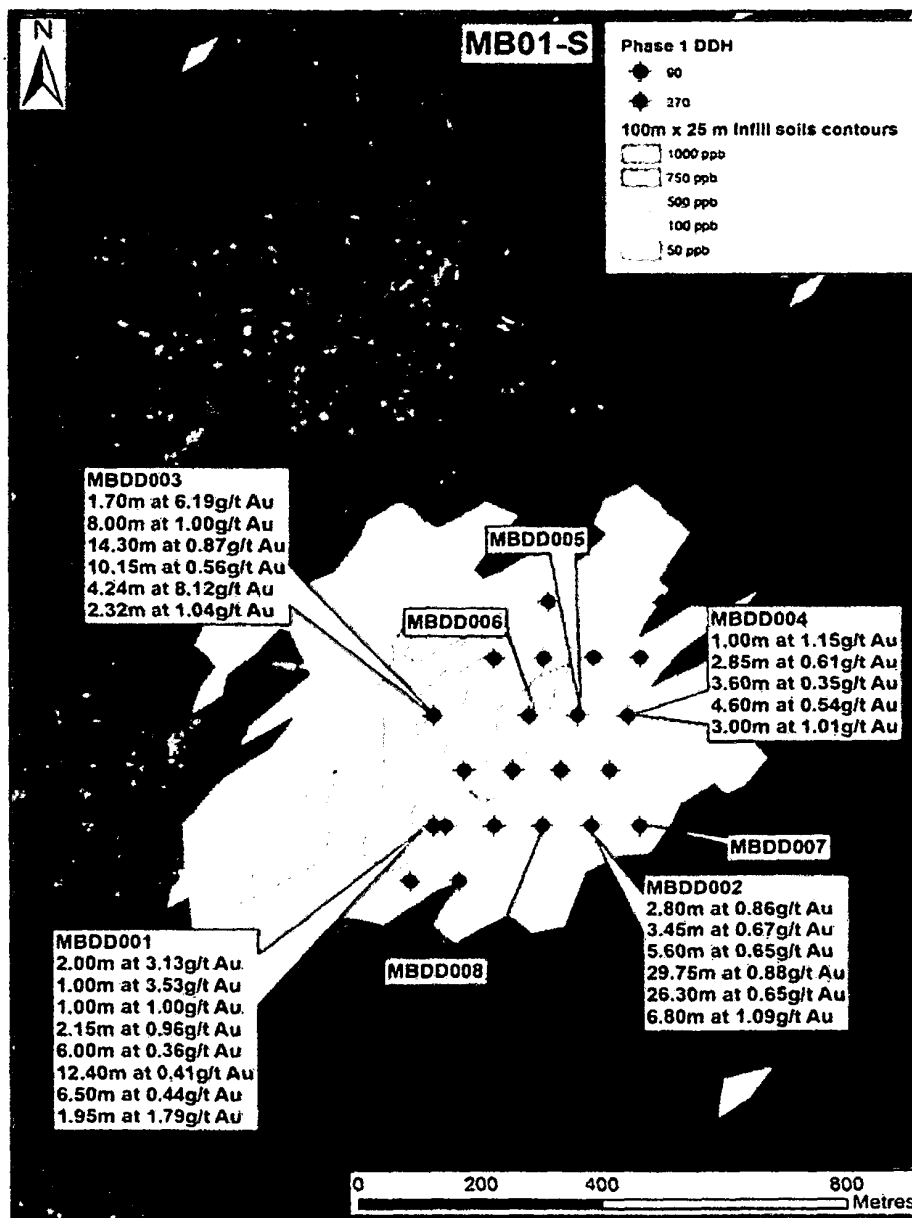 N
MB01-S
Phase 1 DDH
90
270
100m x 25 m Infill soils contours
1000 ppb
750 ppb
500 ppb
100 ppb
50 ppb
MBDD003
1.70m at 6.19g/t Au
8.00m at 1.00g/t Au
14.30m at 0.87g/t Au
10.15m at 0.56g/t Au
4.24m at 8.12g/t Au
2.32m at 1.04g/t Au
MBDD005
MBDD006
MBDD004
1.00m at 1.15g/t Au
2.85m at 0.61g/t Au
3.60m at 0.35g/t Au
4.60m at 0.54g/t Au
3.00m at 1.01g/t Au
MBDD007
MBDD002
2.80m at 0.86g/t Au
3.45m at 0.67g/t Au
5.60m at 0.65g/t Au
29.75m at 0.88g/t Au
26.30m at 0.65g/t Au
6.80m at 1.09g/t Au
MBDD008
MBDD001
2.00m at 3.13g/t Au
1.00m at 3.53g/t Au
1.00m at 1.00g/t Au
2.15m at 0.96g/t Au
6.00m at 0.36g/t Au
12.40m at 0.41g/t Au
6.50m at 0.44g/t Au
1.95m at 1.79g/t Au
0 200 400 800
Metres